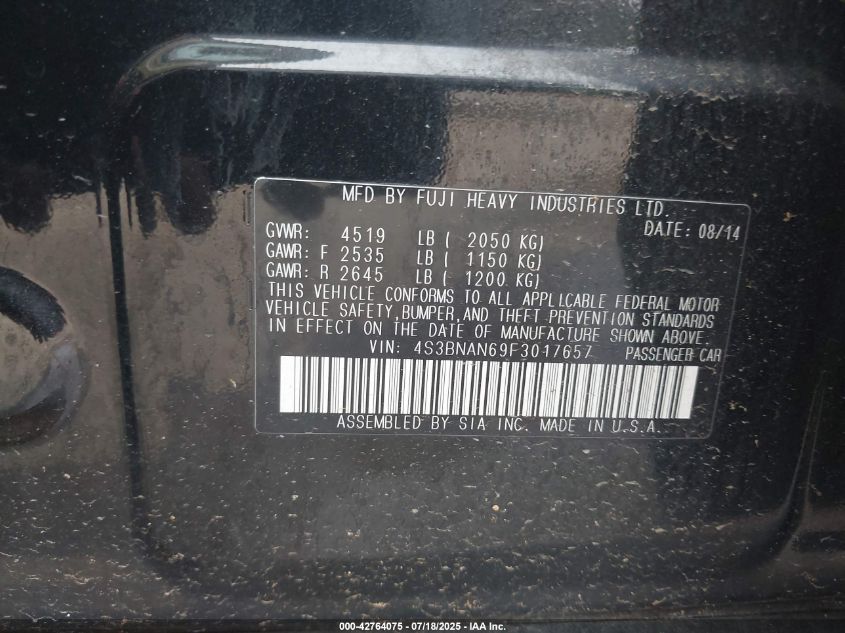 MFD BY FUJI HEAVY INDUSTRIES LTD.
DATE: 08/14
GVWR: 4519 LB ( 2050 KG)
GAWR: F 2535 LB ( 1150 KG)
GAWR: R 2645 LB ( 1200 KG)
THIS VEHICLE CONFORMS TO ALL APPLICABLE FEDERAL MOTOR
VEHICLE SAFETY,BUMPER,AND THEFT PREVENTION STANDARDS
IN EFFECT ON THE DATE OF MANUFACTURE SHOWN ABOVE.
VIN: 4S3BNAN69F3017657 PASSENGER CAR
ASSEMBLED BY SIA INC. MADE IN U.S.A.
000-42764075 - 07/18/2025 - IAA Inc.